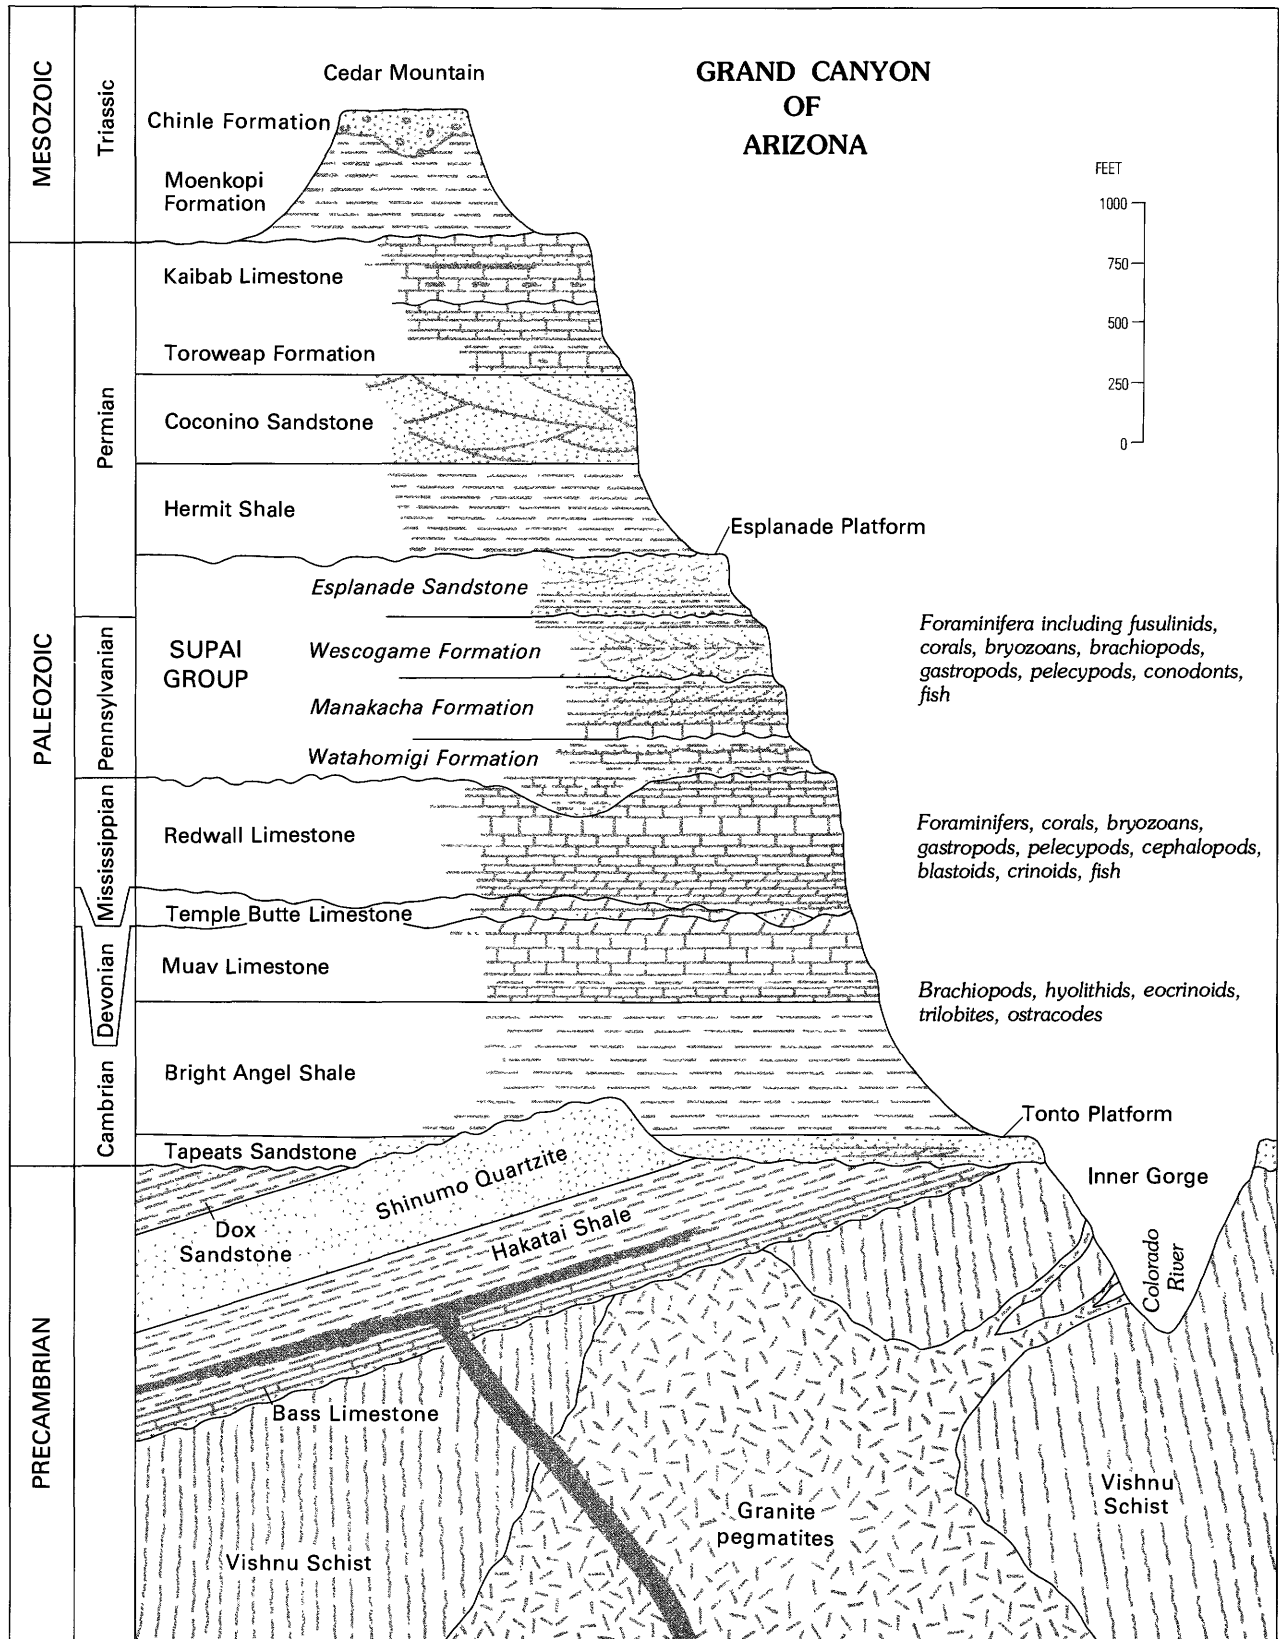 MESOZOIC
Triassic
Cedar Mountain
GRAND CANYON
OF
ARIZONA
Chinle Formation
Moenkopi
Formation
FEET
1000
750
500
250
0
PALEOZOIC
Permian
Kaibab Limestone
Toroweap Formation
Coconino Sandstone
Hermit Shale
Esplanade Platform
Esplanade Sandstone
Pennsylvanian
SUPAI
GROUP
Wescogame Formation
Manakacha Formation
Watahomigi Formation
Foraminifera including fusulinids,
corals, bryozoans, brachiopods,
gastropods, pelecypods, conodonts,
fish
Mississippian
Redwall Limestone
Foraminifers, corals, bryozoans,
gastropods, pelecypods, cephalopods,
blastoids, crinoids, fish
Temple Butte Limestone
Devonian
Muav Limestone
Brachiopods, hyolithids, eocrinoids,
trilobites, ostracodes
Cambrian
Bright Angel Shale
Tonto Platform
Tapeats Sandstone
Inner Gorge
PRECAMBRIAN
Shinumo Quartzite
Dox
Sandstone
Hakatai Shale
Colorado
River
Bass Limestone
Vishnu
Schist
Granite
pegmatites
Vishnu Schist